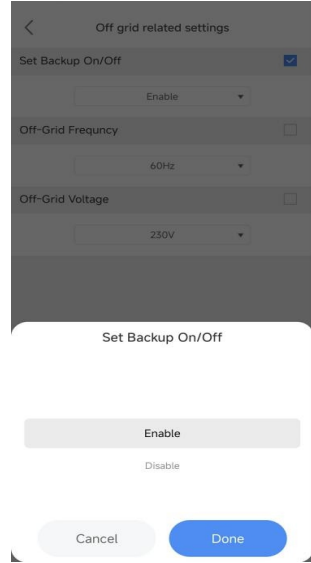 Off grid related settings
Set Backup On/Off
Enable
Off-Grid Frequncy
60Hz
Off-Grid Voltage
230V
Set Backup On/Off
Enable
Disable
Cancel Done